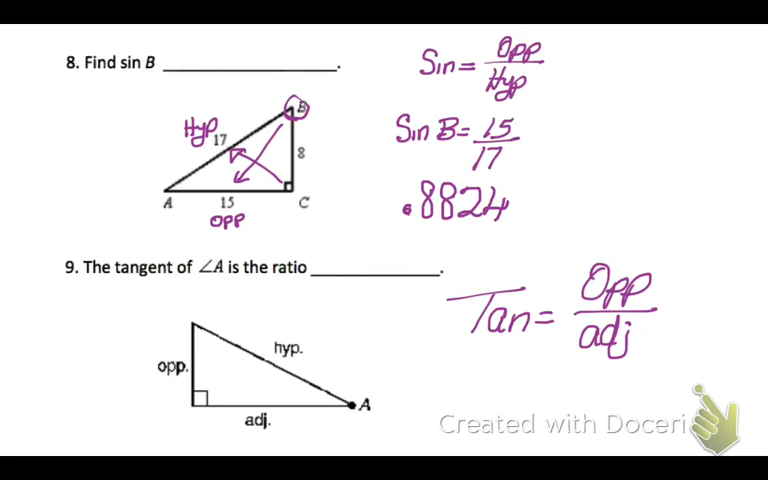 8. Find sin B ____________________.
Sin = Opp
Hyp
Hyp
B
17
8
A
15
C
OPP
Sin B = 15
17
.8824
9. The tangent of ∠A is the ratio _______________.
Tan = Opp
adj
opp.
hyp.
A
adj.
Created with Doceri